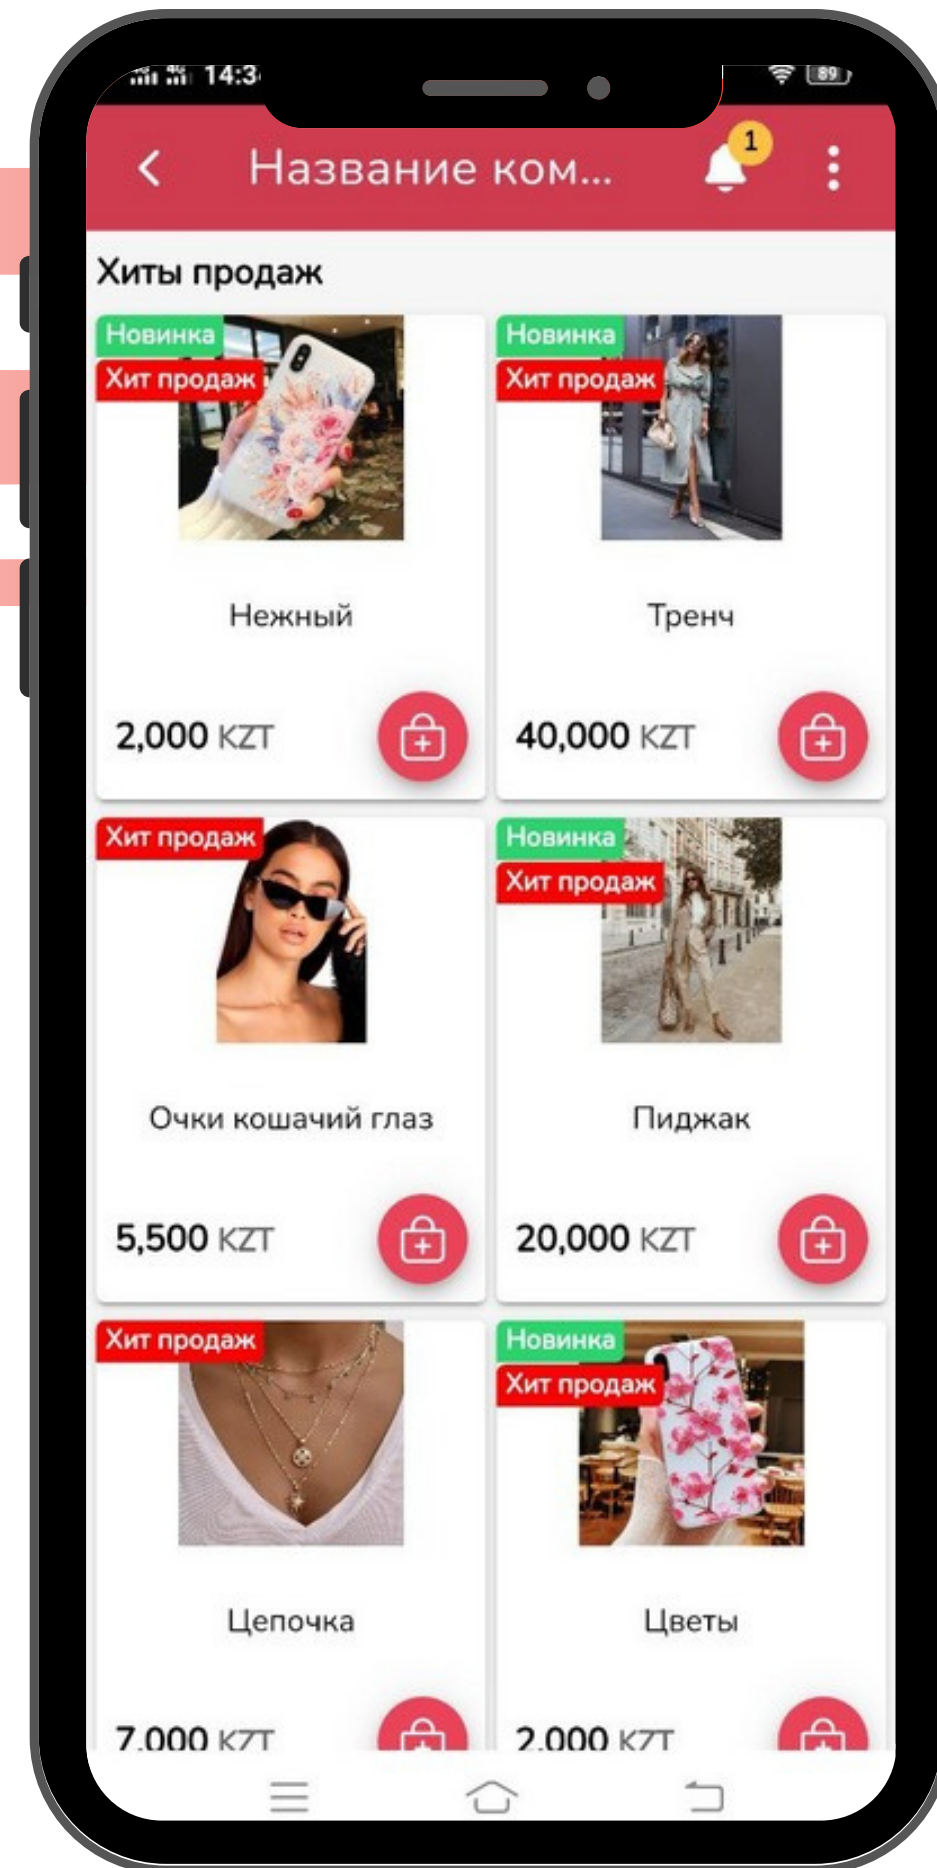 4G 4G 14:3
89
Название ком...
1
Хиты продаж
Новинка
Хит продаж
Новинка
Хит продаж
Нежный
Тренч
2,000 KZT
40,000 KZT
Хит продаж
Новинка
Хит продаж
Очки кошачий глаз
Пиджак
5,500 KZT
20,000 KZT
Хит продаж
Новинка
Хит продаж
Цепочка
Цветы
7,000 KZT
2,000 KZT